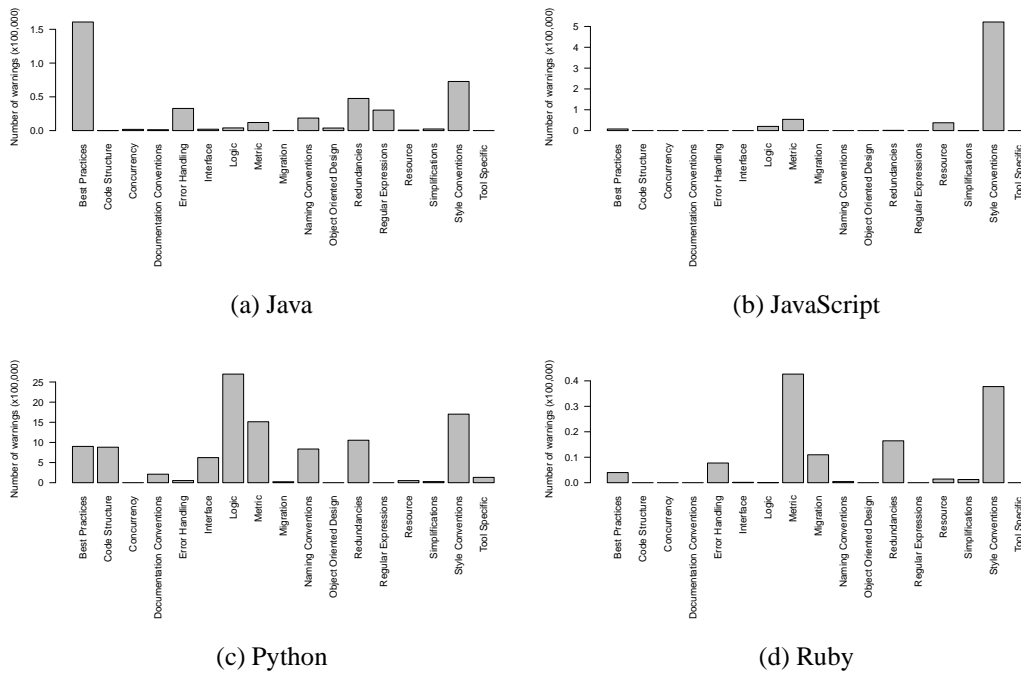 Number of warnings (x100,000)
1.5
1.0
0.5
0.0
Best Practices
Code Structure
Concurrency
Documentation Conventions
Error Handling
Interface
Logic
Metric
Migration
Naming Conventions
Object Oriented Design
Redundancies
Regular Expressions
Resource
Simplifications
Style Conventions
Tool Specific
(a) Java
Number of warnings (x100,000)
5
4
3
2
1
0
Best Practices
Code Structure
Concurrency
Documentation Conventions
Error Handling
Interface
Logic
Metric
Migration
Naming Conventions
Object Oriented Design
Redundancies
Regular Expressions
Resource
Simplifications
Style Conventions
Tool Specific
(b) JavaScript
Number of warnings (x100,000)
25
20
15
10
5
0
Best Practices
Code Structure
Concurrency
Documentation Conventions
Error Handling
Interface
Logic
Metric
Migration
Naming Conventions
Object Oriented Design
Redundancies
Regular Expressions
Resource
Simplifications
Style Conventions
Tool Specific
(c) Python
Number of warnings (x100,000)
0.4
0.3
0.2
0.1
0.0
Best Practices
Code Structure
Concurrency
Documentation Conventions
Error Handling
Interface
Logic
Metric
Migration
Naming Conventions
Object Oriented Design
Redundancies
Regular Expressions
Resource
Simplifications
Style Conventions
Tool Specific
(d) Ruby